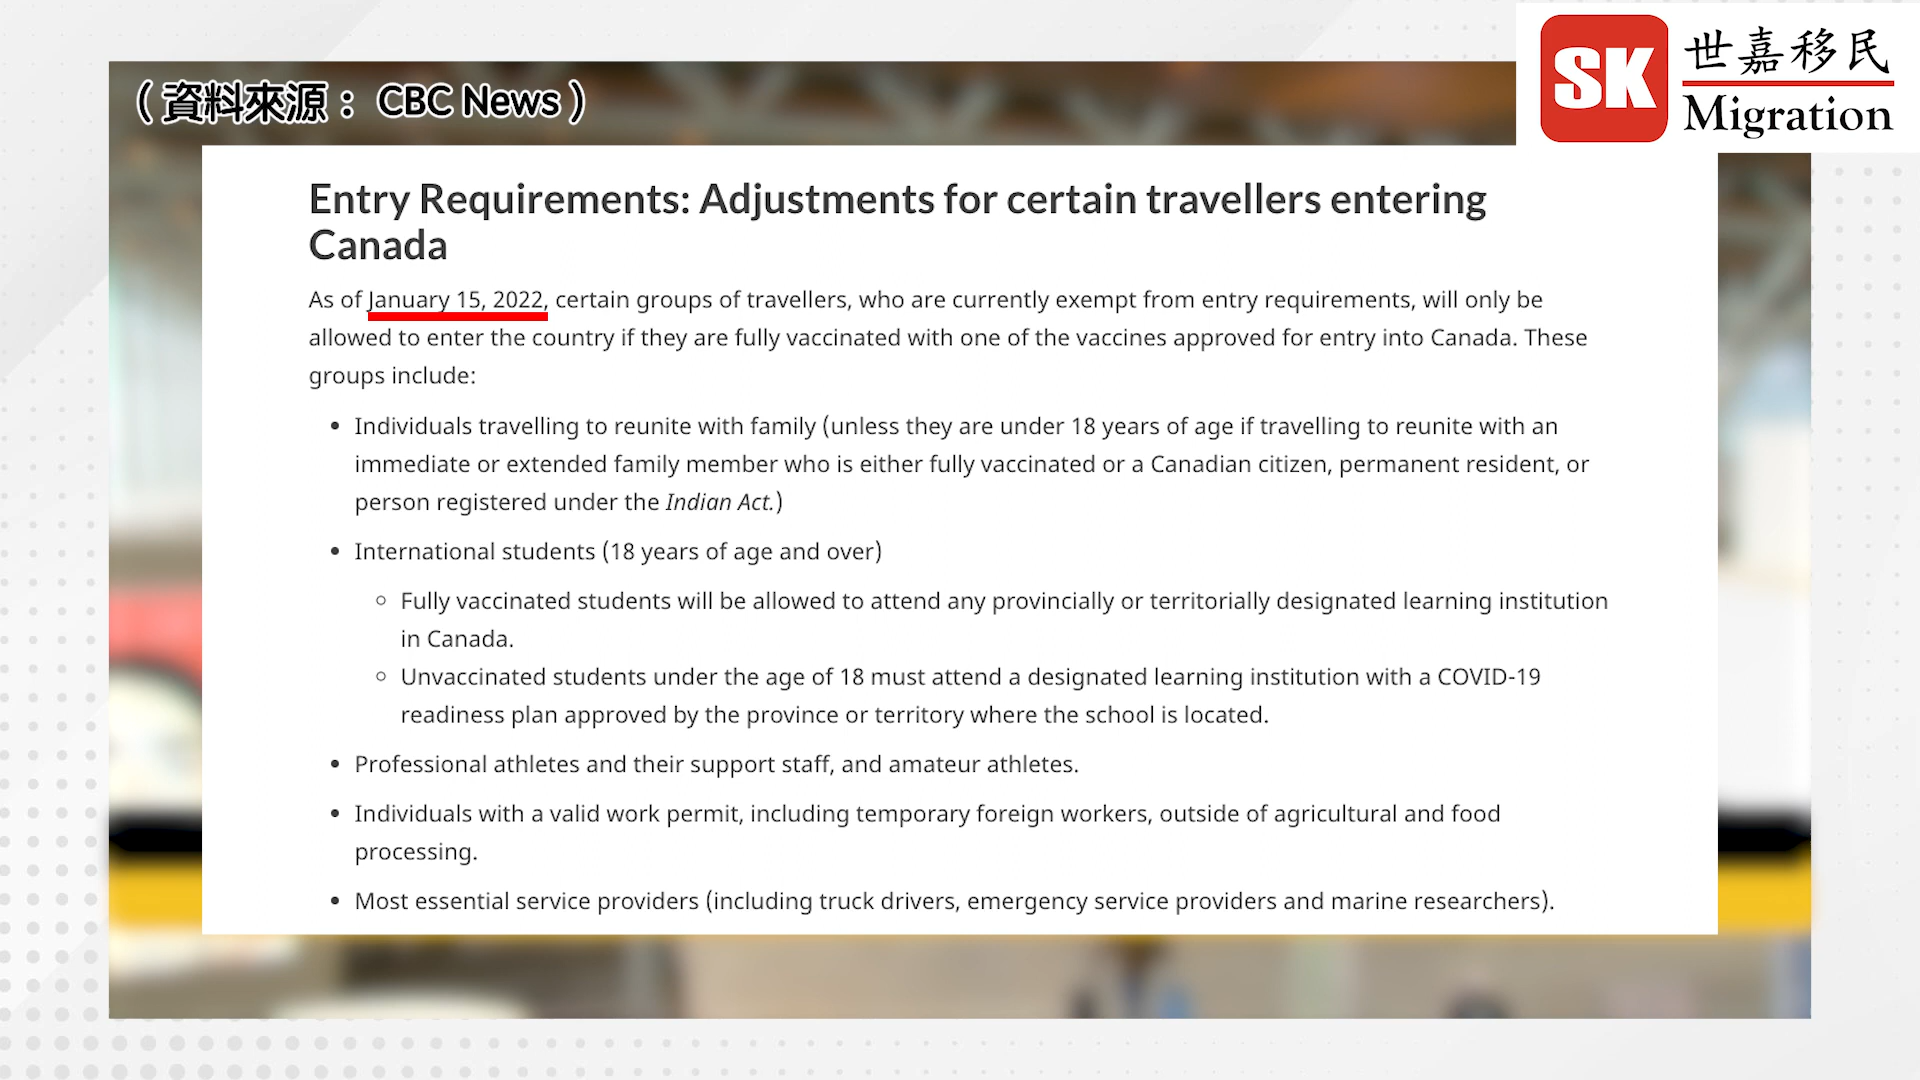 (資料來源：CBC News)
SK
世嘉移民
Migration
Entry Requirements: Adjustments for certain travellers entering
Canada
As of January 15, 2022, certain groups of travellers, who are currently exempt from entry requirements, will only be
allowed to enter the country if they are fully vaccinated with one of the vaccines approved for entry into Canada. These
groups include:
• Individuals travelling to reunite with family (unless they are under 18 years of age if travelling to reunite with an
immediate or extended family member who is either fully vaccinated or a Canadian citizen, permanent resident, or
person registered under the Indian Act.)
• International students (18 years of age and over)
○ Fully vaccinated students will be allowed to attend any provincially or territorially designated learning institution
in Canada.
○ Unvaccinated students under the age of 18 must attend a designated learning institution with a COVID-19
readiness plan approved by the province or territory where the school is located.
• Professional athletes and their support staff, and amateur athletes.
• Individuals with a valid work permit, including temporary foreign workers, outside of agricultural and food
processing.
• Most essential service providers (including truck drivers, emergency service providers and marine researchers).